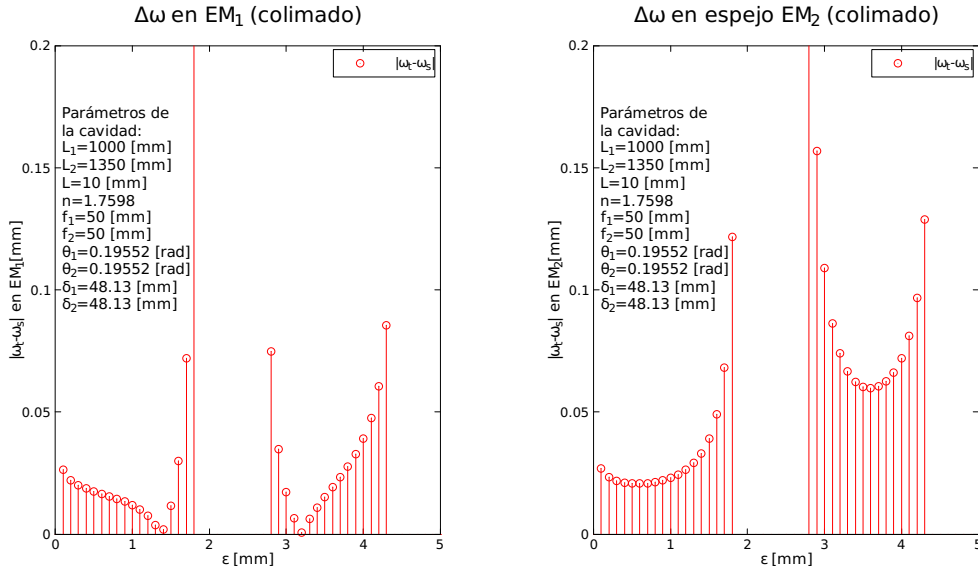 Δω en EM₁ (colimado)
0.2
0.15
0.1
0.05
0
|ωₜ-ωₛ|
Parámetros de
la cavidad:
L₁=1000 [mm]
L₂=1350 [mm]
L=10 [mm]
n=1.7598
f₁=50 [mm]
f₂=50 [mm]
θ₁=0.19552 [rad]
θ₂=0.19552 [rad]
δ₁=48.13 [mm]
δ₂=48.13 [mm]
|ωₜ-ωₛ| en EM₁[mm]
0 1 2 3 4 5
ε[mm]
Δω en espejo EM₂ (colimado)
0.2
0.15
0.1
0.05
0
|ωₜ-ωₛ|
Parámetros de
la cavidad:
L₁=1000 [mm]
L₂=1350 [mm]
L=10 [mm]
n=1.7598
f₁=50 [mm]
f₂=50 [mm]
θ₁=0.19552 [rad]
θ₂=0.19552 [rad]
δ₁=48.13 [mm]
δ₂=48.13 [mm]
|ωₜ-ωₛ| en EM₂[mm]
0 1 2 3 4 5
ε[mm]